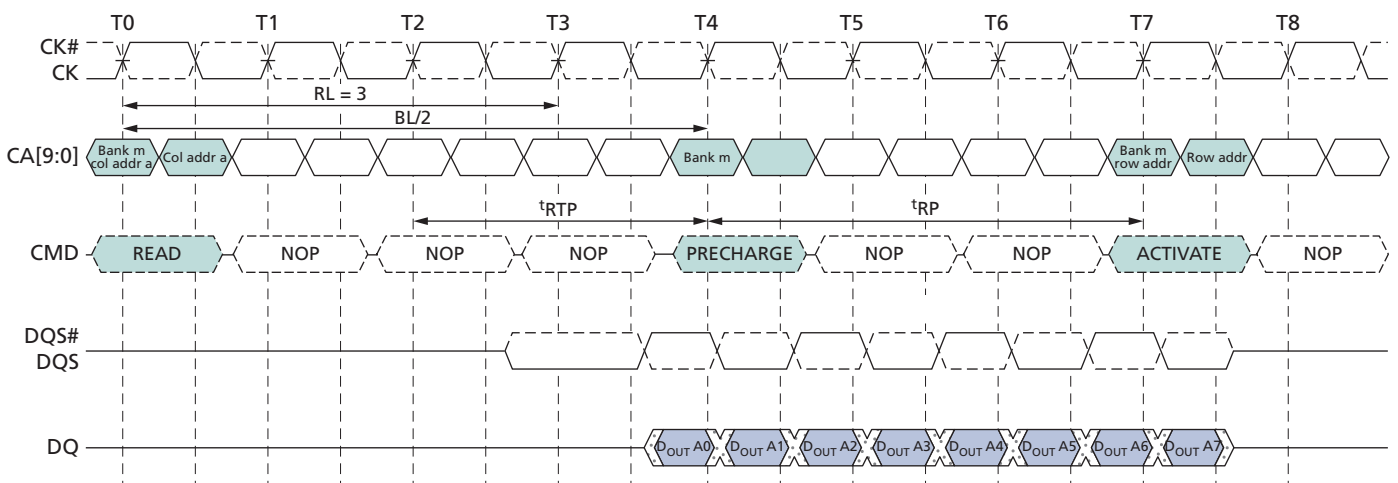 T0 T1 T2 T3 T4 T5 T6 T7 T8
CK#
CK
RL = 3
BL/2
CA[9:0]
Bank m
col addr a
Col addr a
Bank m
Bank m
row addr
Row addr
tRTP
tRP
CMD
READ NOP NOP NOP PRECHARGE NOP NOP ACTIVATE NOP
DQS#
DQS
DQ
DOUT A0 DOUT A1 DOUT A2 DOUT A3 DOUT A4 DOUT A5 DOUT A6 DOUT A7